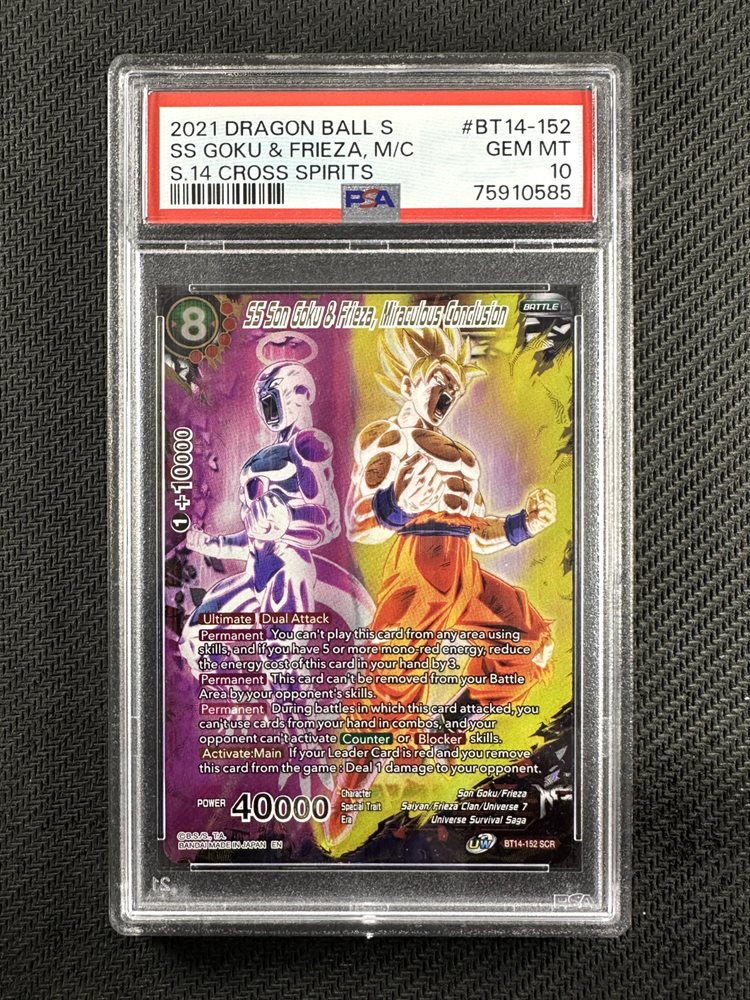 2021 DRAGON BALL S #BT14-152
SS GOKU & FRIEZA, M/C GEM MT
S.14 CROSS SPIRITS 10
PSA 75910585
8 SS Son Goku & Frieza, Miraculous Conclusion BATTLE
1 +10000
Ultimate Dual Attack
Permanent You can't play this card from any area using
skills, and if you have 5 or more mono-red energy, reduce
the energy cost of this card in your hand by 3.
Permanent This card can't be removed from your Battle
Area by your opponent's skills.
Permanent During battles in which this card attacked, you
can't use cards from your hand in combos, and your
opponent can't activate Counter or Blocker skills.
Activate:Main If your Leader Card is red and you remove
this card from the game : Deal 1 damage to your opponent.
POWER 40000
Character Son Goku/Frieza
Special Trait Saiyan/Frieza Clan/Universe 7
Era Universe Survival Saga
©B.S./S., T.A.
BANDAI MADE IN JAPAN EN
UW BT14-152 SCR
PSA